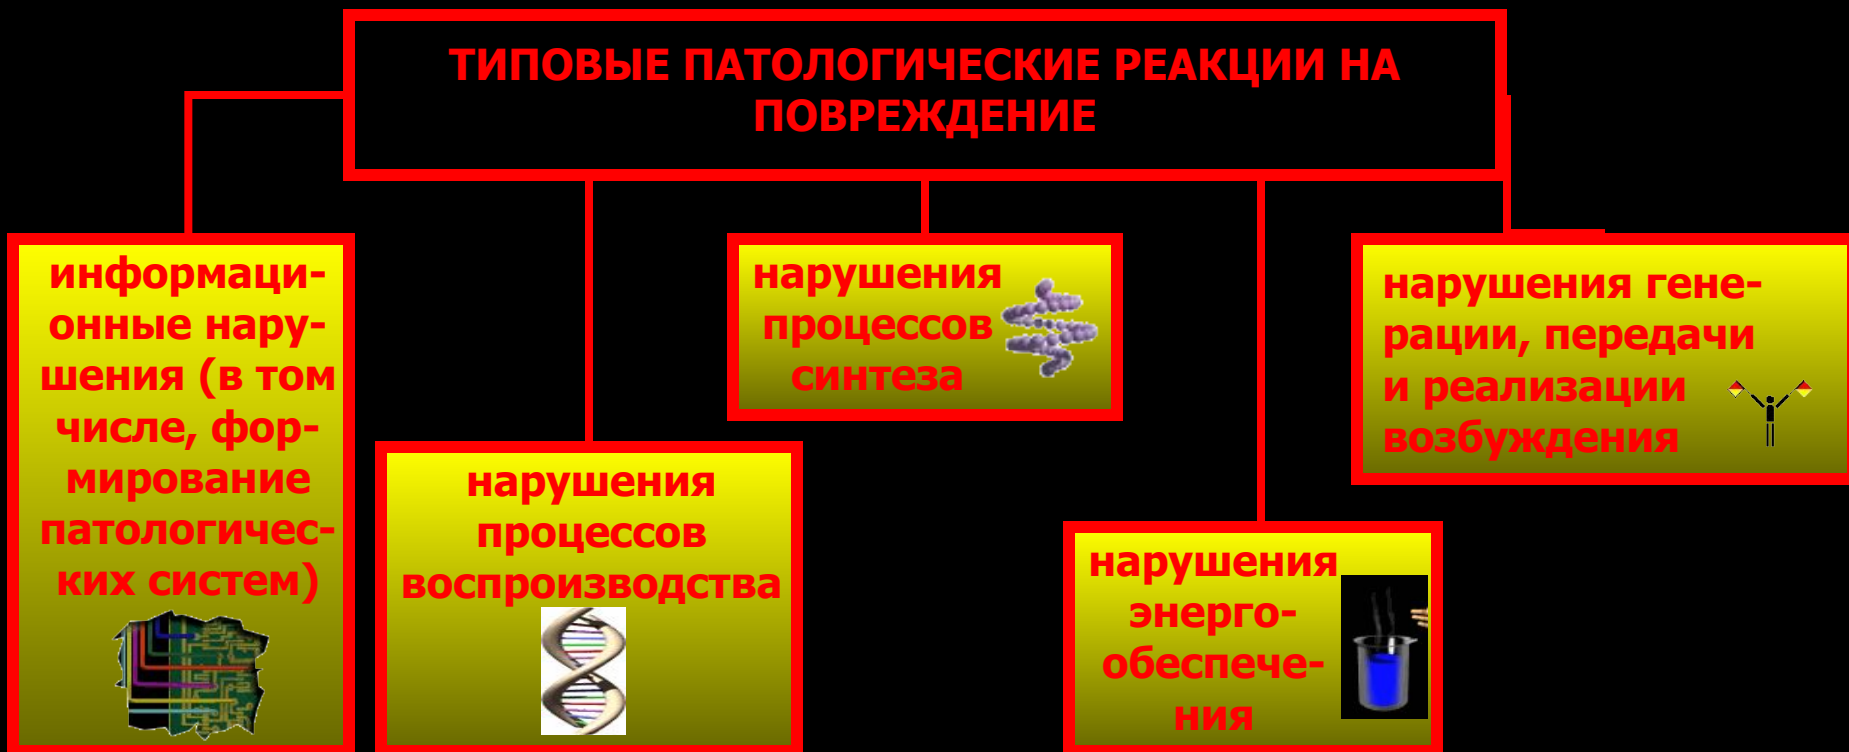 ТИПОВЫЕ ПАТОЛОГИЧЕСКИЕ РЕАКЦИИ НА
ПОВРЕЖДЕНИЕ
информаци-
онные нару-
шения (в том
числе, фор-
мирование
патологичес-
ких систем)
нарушения
процессов
воспроизводства
нарушения
процессов
синтеза
нарушения
энерго-
обеспече-
ния
нарушения гене-
рации, передачи
и реализации
возбуждения